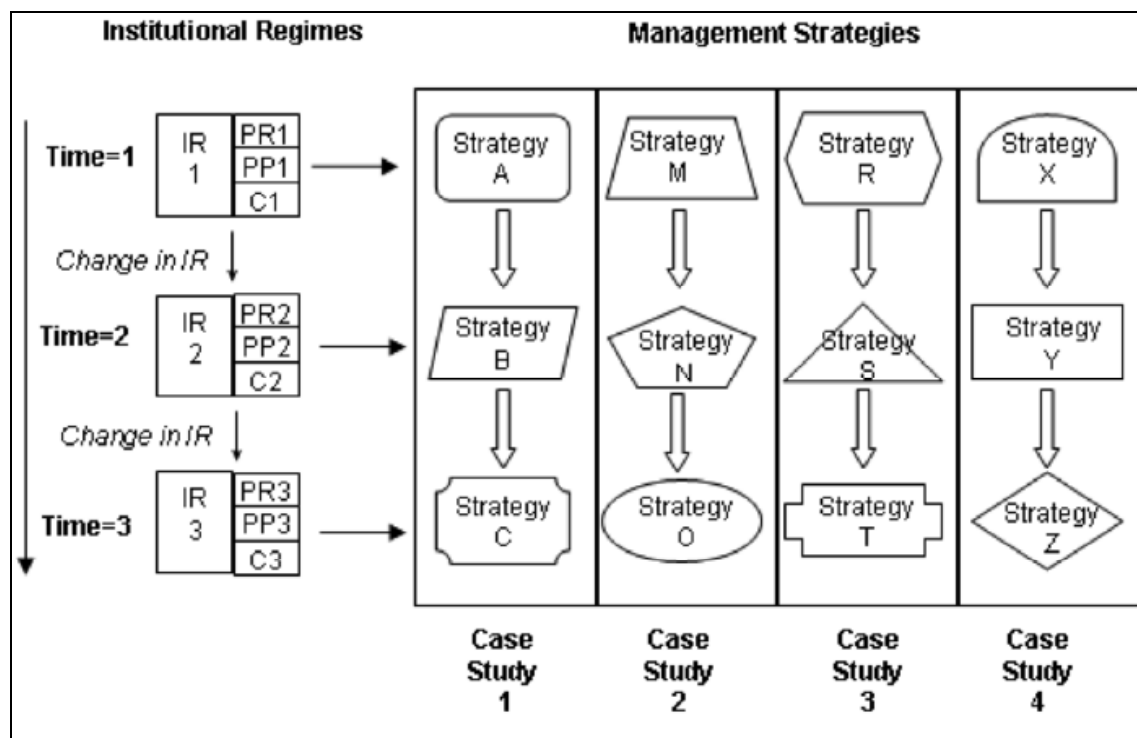 Institutional Regimes
Management Strategies
Time=1
IR
1
PR1
PP1
C1
Strategy
A
Strategy
M
Strategy
R
Strategy
X
Change in IR
Time=2
IR
2
PR2
PP2
C2
Strategy
B
Strategy
N
Strategy
S
Strategy
Y
Change in IR
Time=3
IR
3
PR3
PP3
C3
Strategy
C
Strategy
O
Strategy
T
Strategy
Z
Case
Study
1
Case
Study
2
Case
Study
3
Case
Study
4